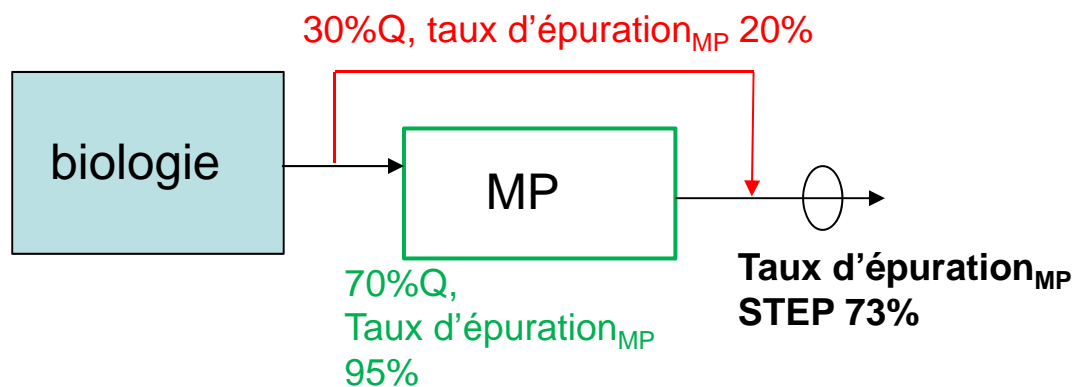 30%Q, taux d'épuration_MP 20%
biologie
MP
70%Q,
Taux d'épuration_MP
95%
Taux d'épuration_MP
STEP 73%